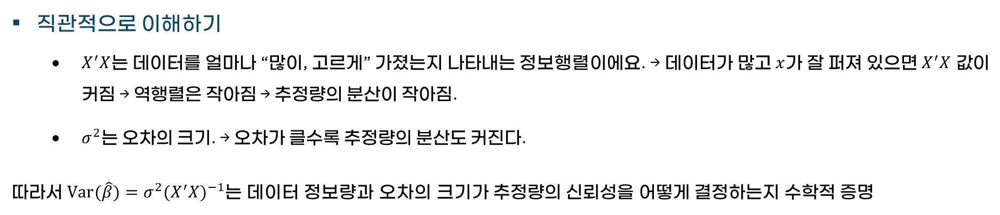 ▪ 직관적으로 이해하기
• X′X는 데이터를 얼마나 “많이, 고르게” 가졌는지 나타내는 정보행렬이에요. → 데이터가 많고 x가 잘 퍼져 있으면 X′X 값이
커짐 → 역행렬은 작아짐 → 추정량의 분산이 작아짐.
• σ²는 오차의 크기. → 오차가 클수록 추정량의 분산도 커진다.
따라서 Var(β̂) = σ²(X′X)⁻¹는 데이터 정보량과 오차의 크기가 추정량의 신뢰성을 어떻게 결정하는지 수학적 증명